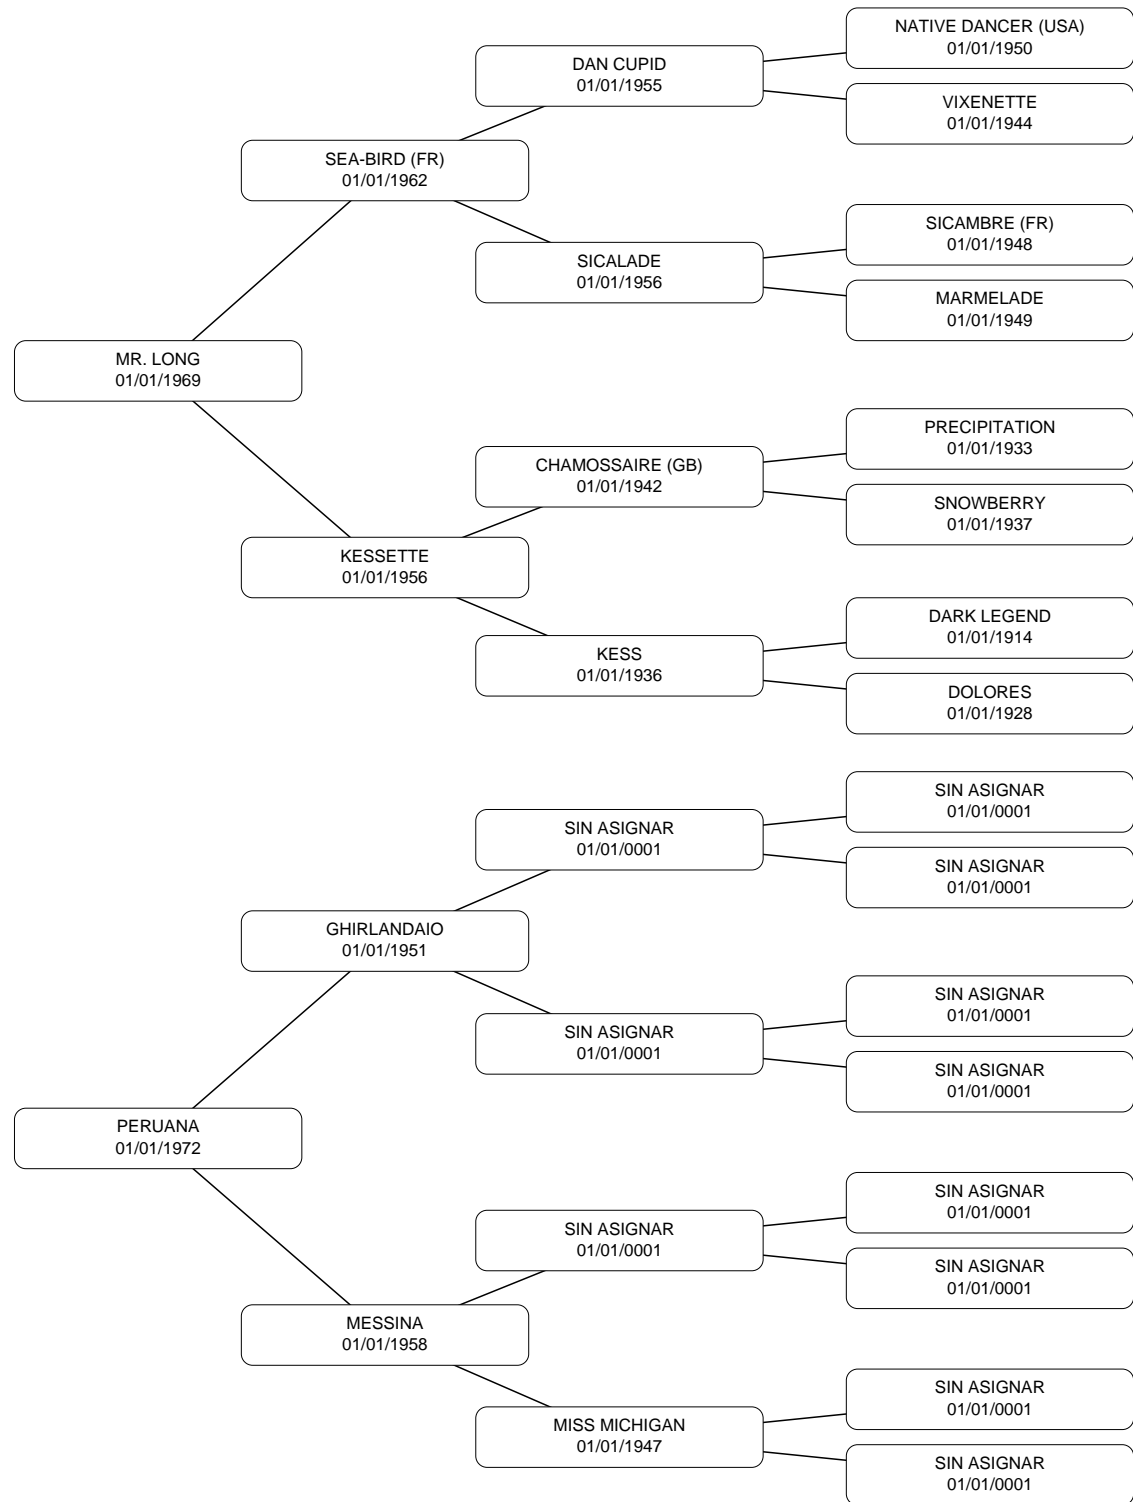 NATIVE DANCER (USA)
01/01/1950
DAN CUPID
01/01/1955
VIXENETTE
01/01/1944
SEA-BIRD (FR)
01/01/1962
SICAMBRE (FR)
01/01/1948
SICALADE
01/01/1956
MARMELADE
01/01/1949
MR. LONG
01/01/1969
PRECIPITATION
01/01/1933
CHAMOSSAIRE (GB)
01/01/1942
SNOWBERRY
01/01/1937
KESSETTE
01/01/1956
DARK LEGEND
01/01/1914
KESS
01/01/1936
DOLORES
01/01/1928
SIN ASIGNAR
01/01/0001
SIN ASIGNAR
01/01/0001
SIN ASIGNAR
01/01/0001
GHIRLANDAIO
01/01/1951
SIN ASIGNAR
01/01/0001
SIN ASIGNAR
01/01/0001
SIN ASIGNAR
01/01/0001
PERUANA
01/01/1972
SIN ASIGNAR
01/01/0001
SIN ASIGNAR
01/01/0001
SIN ASIGNAR
01/01/0001
MESSINA
01/01/1958
SIN ASIGNAR
01/01/0001
MISS MICHIGAN
01/01/1947
SIN ASIGNAR
01/01/0001